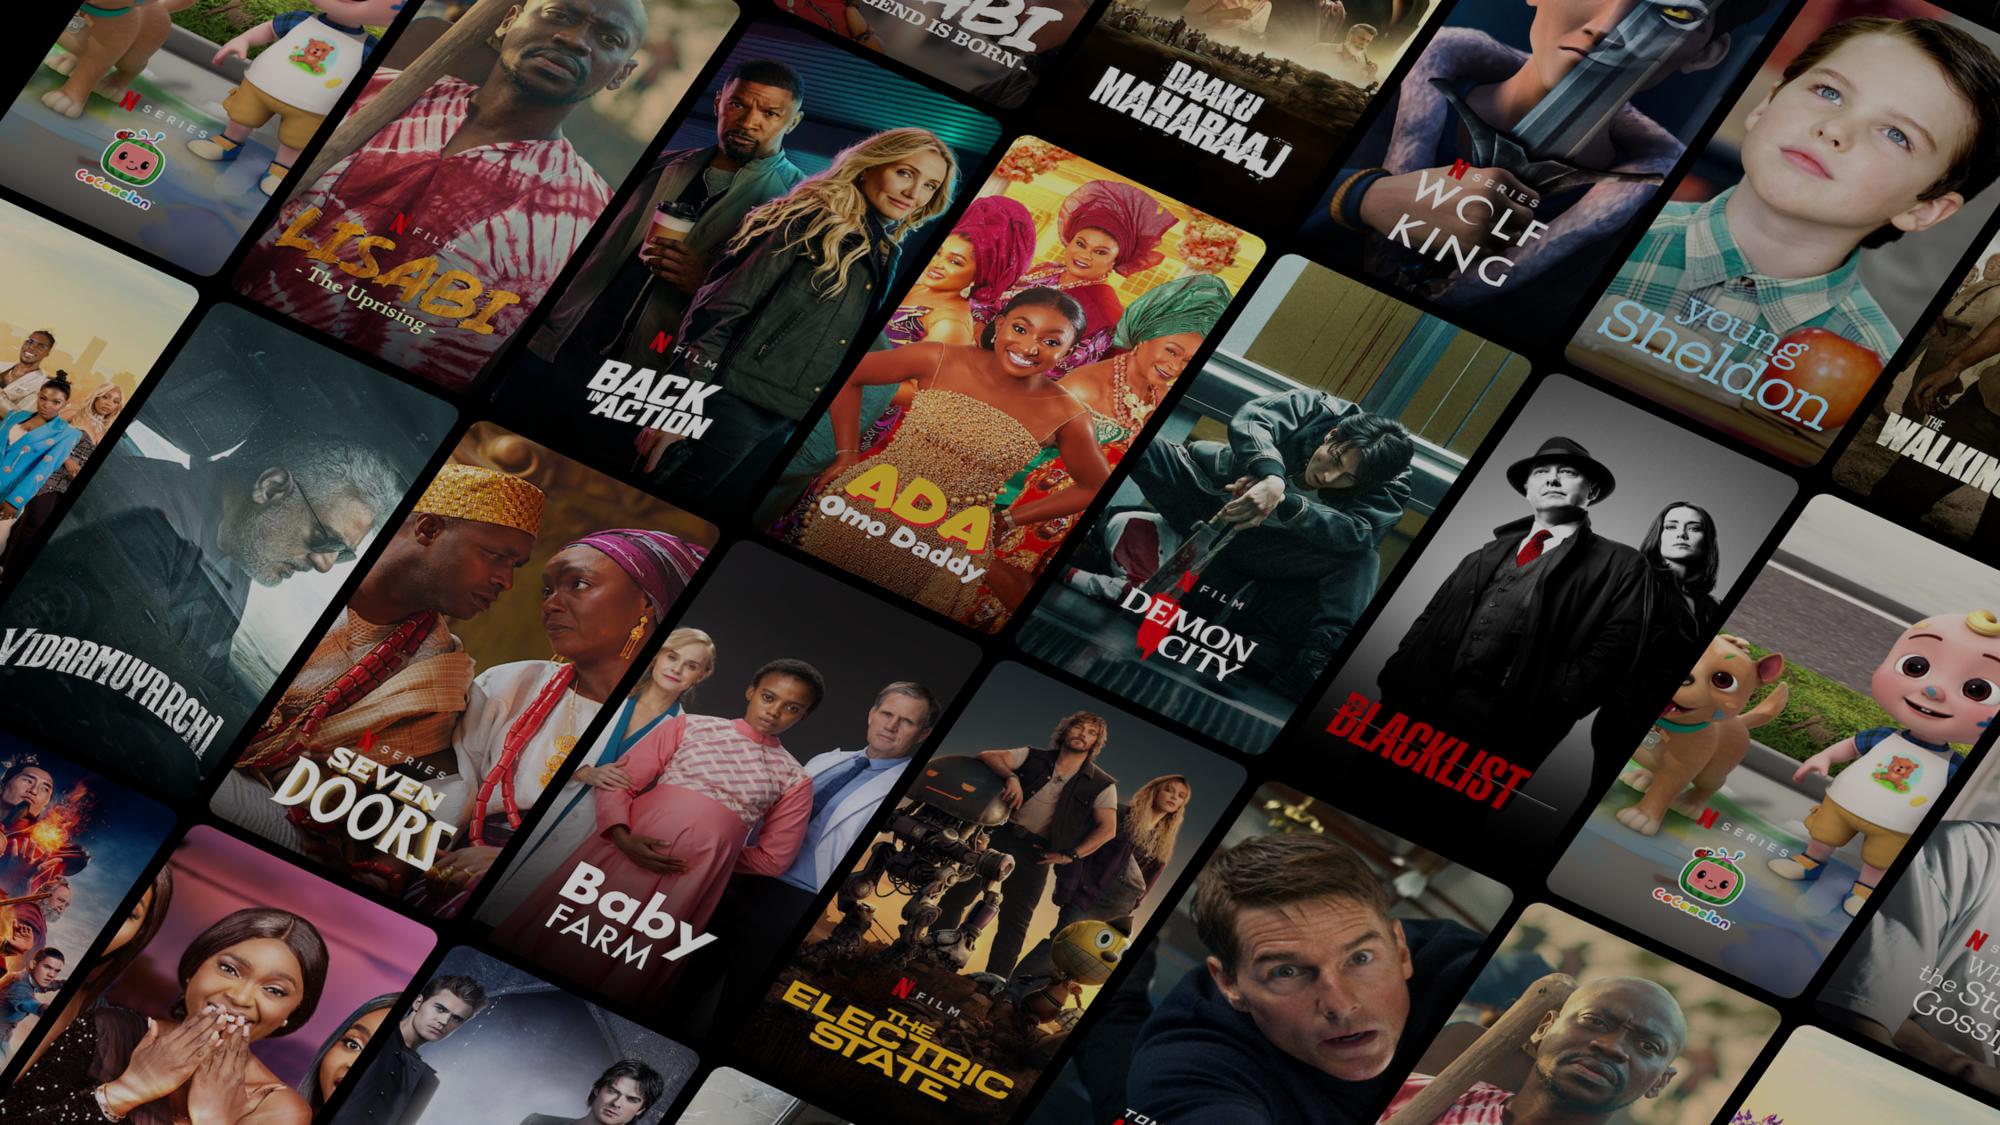 N SERIES
CoComelon
N FILM
LISABI
- The Uprising -
N FILM
BACK
IN ACTION
LEGEND IS BORN -
DAAKU
MAHARAAJ
N SERIES
WOLF
KING
young
Sheldon
THE
WALKING
VIDAAMUYARCHI
N SERIES
SEVEN
DOORS
ADA
Omo Daddy
N FILM
DEMON
CITY
BLACKLIST
N SERIES
CoComelon
Baby
FARM
N FILM
THE
ELECTRIC
STATE
TOM
N S
the Sto
Gossip